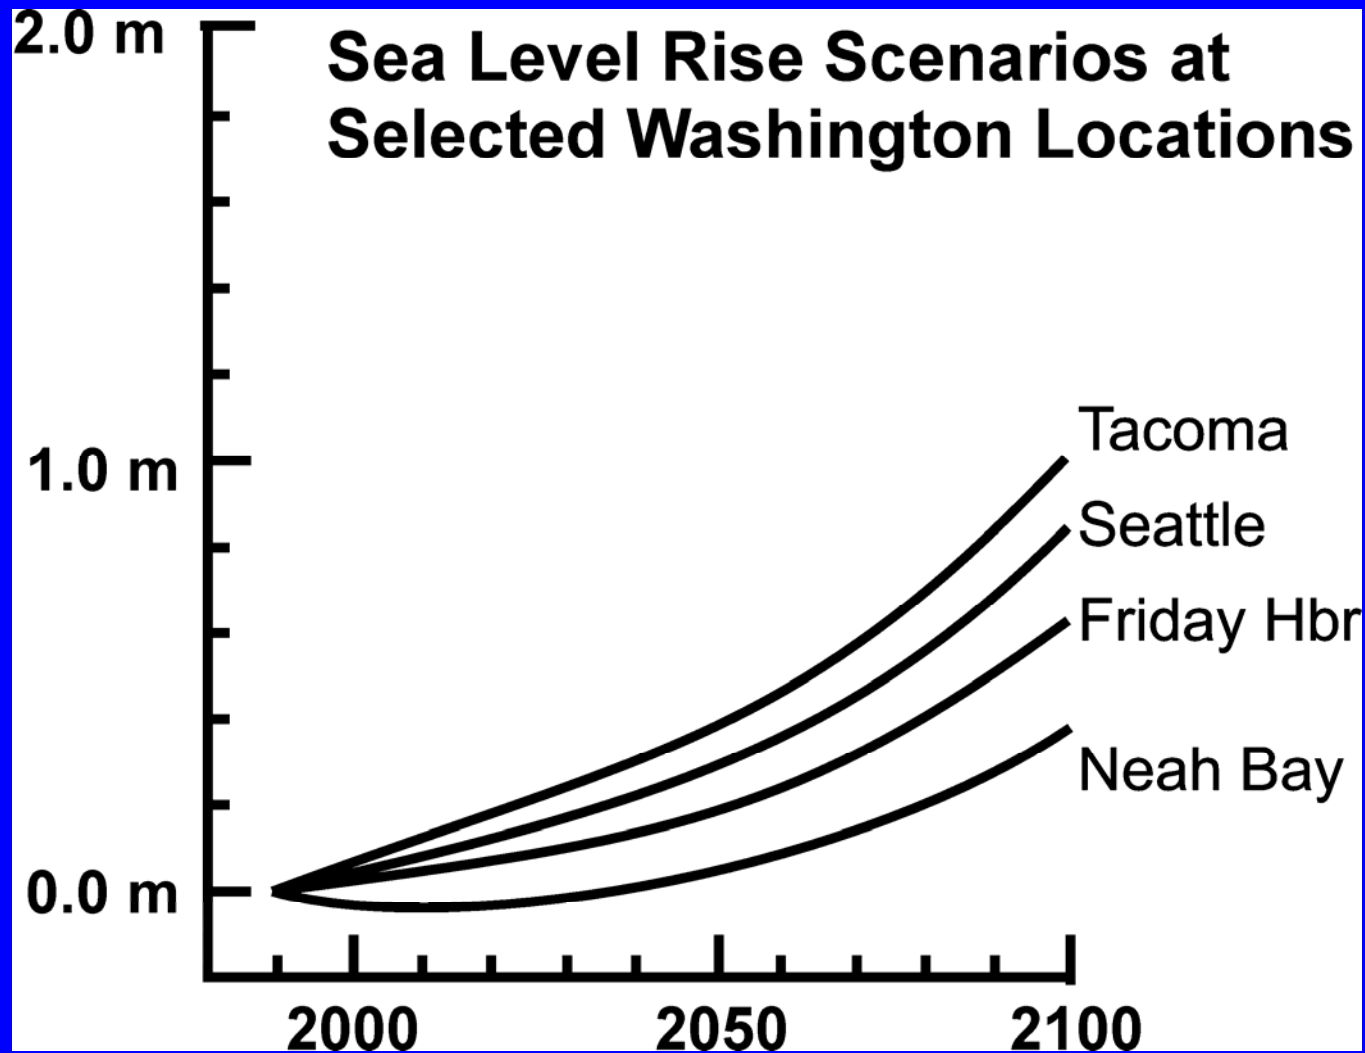 2.0 m
Sea Level Rise Scenarios at
Selected Washington Locations
1.0 m
Tacoma
Seattle
Friday Hbr
Neah Bay
0.0 m
2000 2050 2100